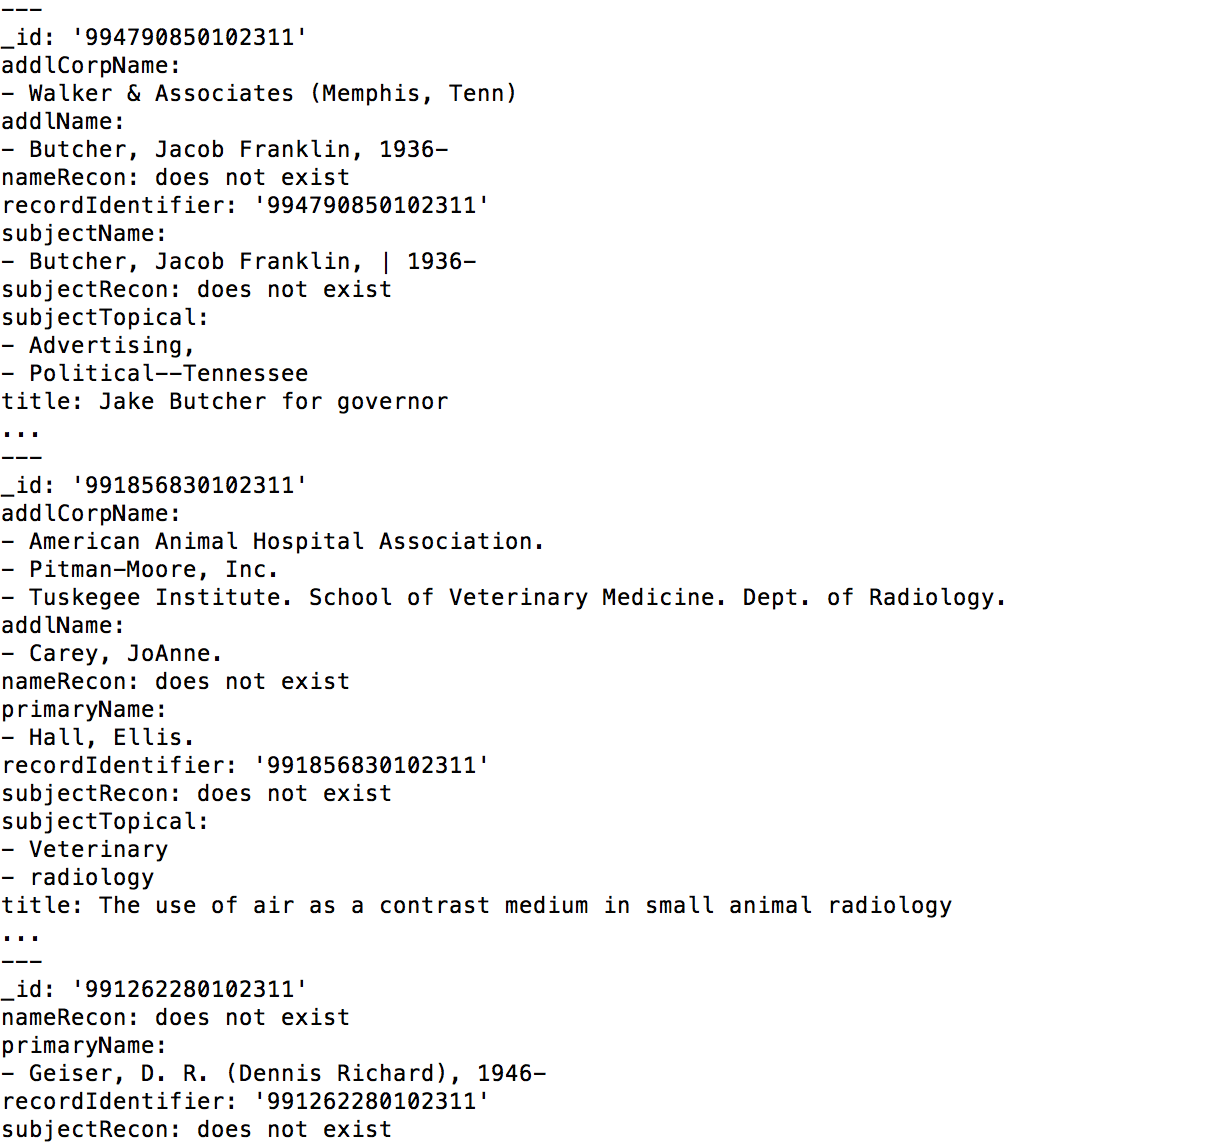 ---
_id: '994790850102311'
addlCorpName:
- Walker & Associates (Memphis, Tenn)
addlName:
- Butcher, Jacob Franklin, 1936-
nameRecon: does not exist
recordIdentifier: '994790850102311'
subjectName:
- Butcher, Jacob Franklin, | 1936-
subjectRecon: does not exist
subjectTopical:
- Advertising,
- Political--Tennessee
title: Jake Butcher for governor
...
---
_id: '991856830102311'
addlCorpName:
- American Animal Hospital Association.
- Pitman-Moore, Inc.
- Tuskegee Institute. School of Veterinary Medicine. Dept. of Radiology.
addlName:
- Carey, JoAnne.
nameRecon: does not exist
primaryName:
- Hall, Ellis.
recordIdentifier: '991856830102311'
subjectRecon: does not exist
subjectTopical:
- Veterinary
- radiology
title: The use of air as a contrast medium in small animal radiology
...
---
_id: '991262280102311'
nameRecon: does not exist
primaryName:
- Geiser, D. R. (Dennis Richard), 1946-
recordIdentifier: '991262280102311'
subjectRecon: does not exist